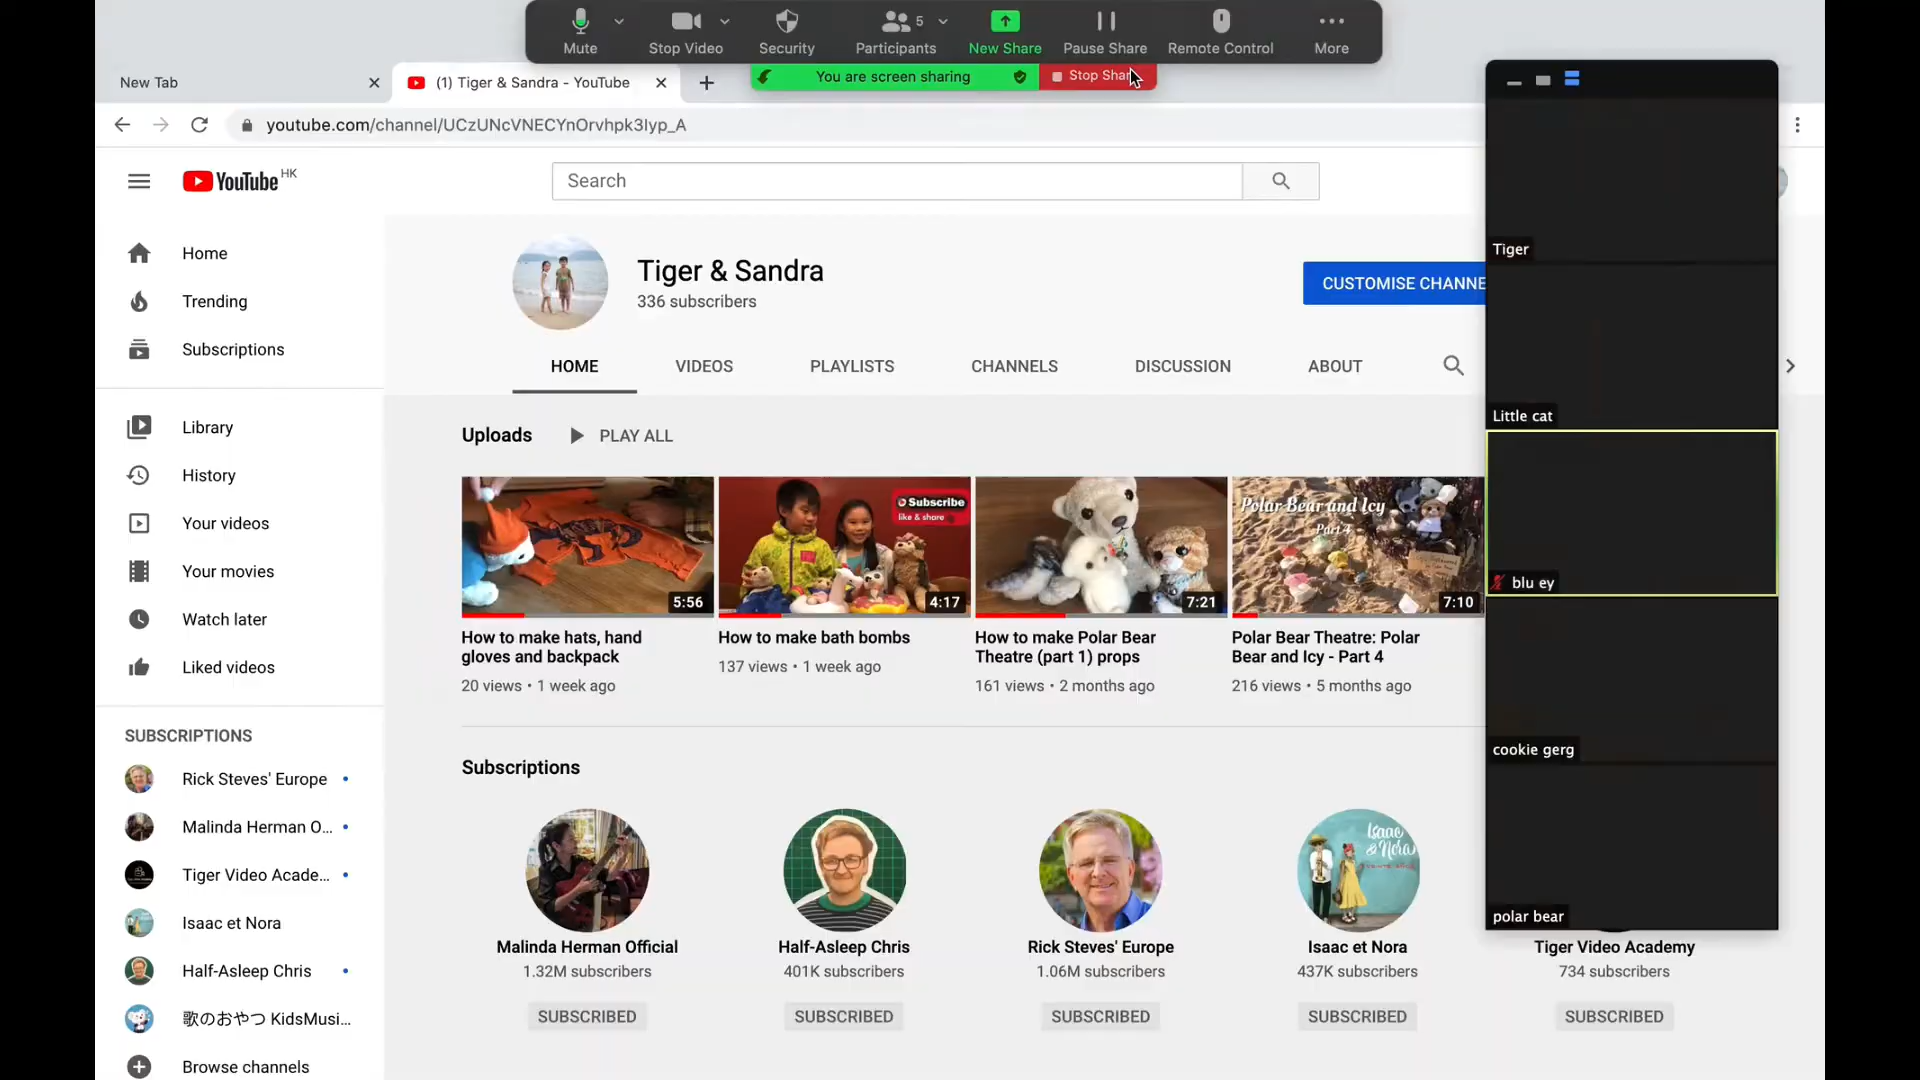 Mute
Stop Video
Security
Participants
5
New Share
Pause Share
Remote Control
More
You are screen sharing
New Tab
(1) Tiger & Sandra - YouTube
youtube.com/channel/UCzUNcVNECYnOrvhpk3lyp_A
YouTube HK
Search
Home
Trending
Subscriptions
Library
History
Your videos
Your movies
Watch later
Liked videos
SUBSCRIPTIONS
Rick Steves' Europe
Malinda Herman O...
Tiger Video Acade...
Isaac et Nora
Half-Asleep Chris
歌のおやつ KidsMusi...
Browse channels
Tiger & Sandra
336 subscribers
CUSTOMISE CHANNE
HOME
VIDEOS
PLAYLISTS
CHANNELS
DISCUSSION
ABOUT
Uploads
PLAY ALL
5:56
How to make hats, hand
gloves and backpack
20 views • 1 week ago
Subscribe
like & share
4:17
How to make bath bombs
137 views • 1 week ago
7:21
How to make Polar Bear
Theatre (part 1) props
161 views • 2 months ago
Polar Bear and Icy
Part 4
7:10
Polar Bear Theatre: Polar
Bear and Icy - Part 4
216 views • 5 months ago
Subscriptions
Malinda Herman Official
1.32M subscribers
SUBSCRIBED
Half-Asleep Chris
401K subscribers
SUBSCRIBED
Rick Steves' Europe
1.06M subscribers
SUBSCRIBED
Isaac
& Nora
Isaac et Nora
437K subscribers
SUBSCRIBED
Tiger Video Academy
734 subscribers
SUBSCRIBED
Tiger
Little cat
blu ey
cookie gerg
polar bear